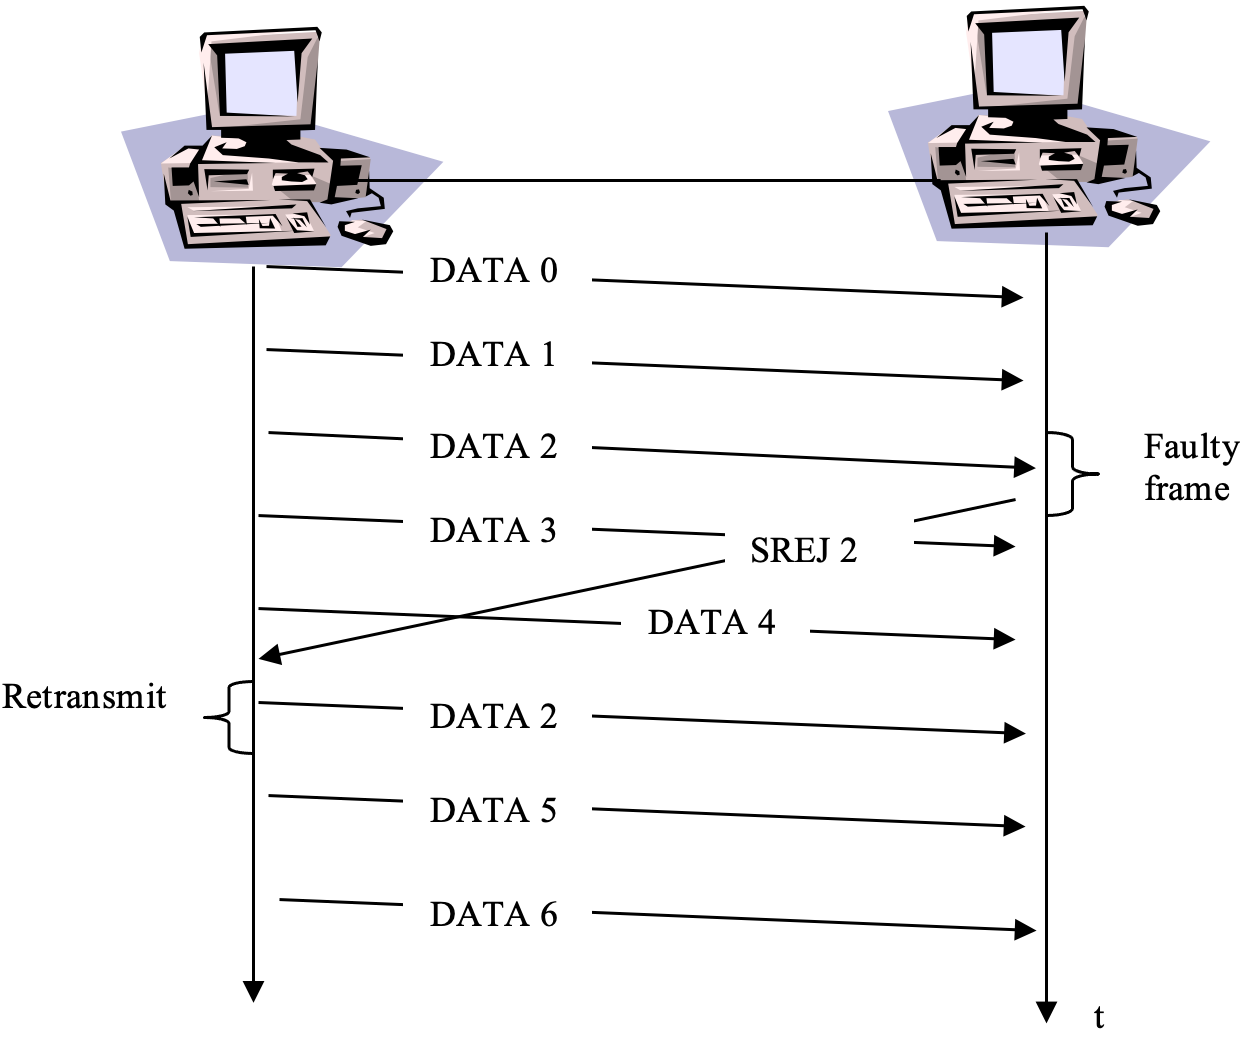 DATA 0
DATA 1
DATA 2
Faulty
frame
DATA 3
SREJ 2
DATA 4
Retransmit
DATA 2
DATA 5
DATA 6
t